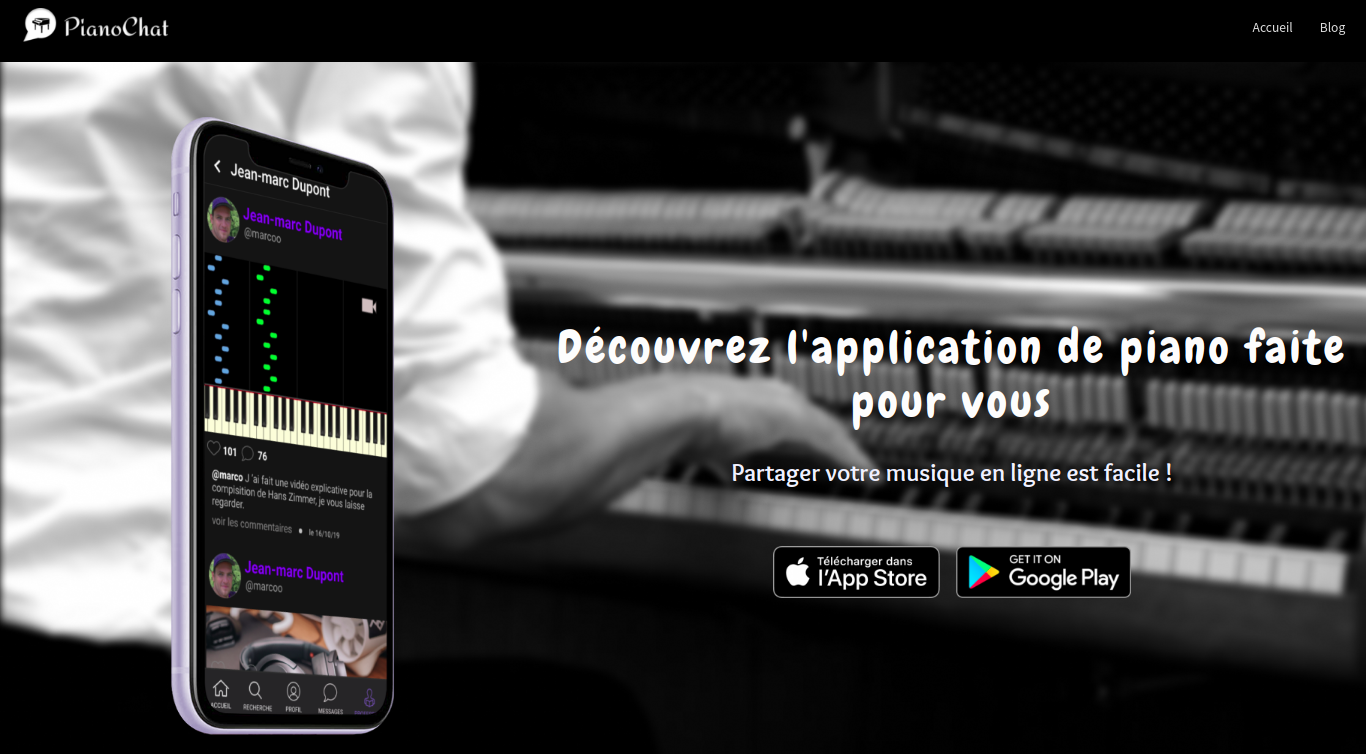 PianoChat
Accueil
Blog
Jean-marc Dupont
Jean-marc Dupont
@marcoo
101
76
@marco J 'ai fait une vidéo explicative pour la
compisition de Hans Zimmer, je vous laisse
regarder.
voir les commentaires • le 16/10/19
Jean-marc Dupont
@marcoo
ACCUEIL
RECHERCHE
PROFIL
MESSAGES
Découvrez l'application de piano faite
pour vous
Partager votre musique en ligne est facile !
Télécharger dans
l'App Store
GET IT ON
Google Play